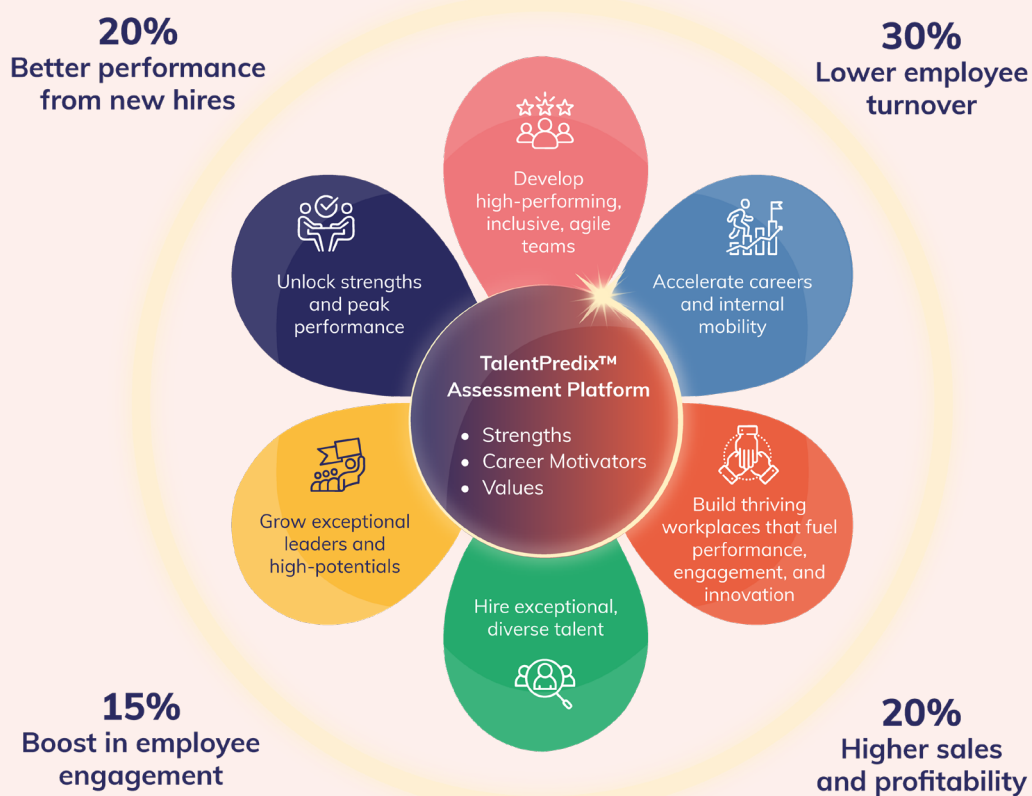 20%
Better performance
from new hires
30%
Lower employee
turnover
Develop
high-performing,
inclusive, agile
teams
Unlock strengths
and peak
performance
Accelerate careers
and internal
mobility
TalentPredix™
Assessment Platform
• Strengths
• Career Motivators
• Values
Grow exceptional
leaders and
high-potentials
Build thriving
workplaces that fuel
performance,
engagement, and
innovation
Hire exceptional,
diverse talent
15%
Boost in employee
engagement
20%
Higher sales
and profitability